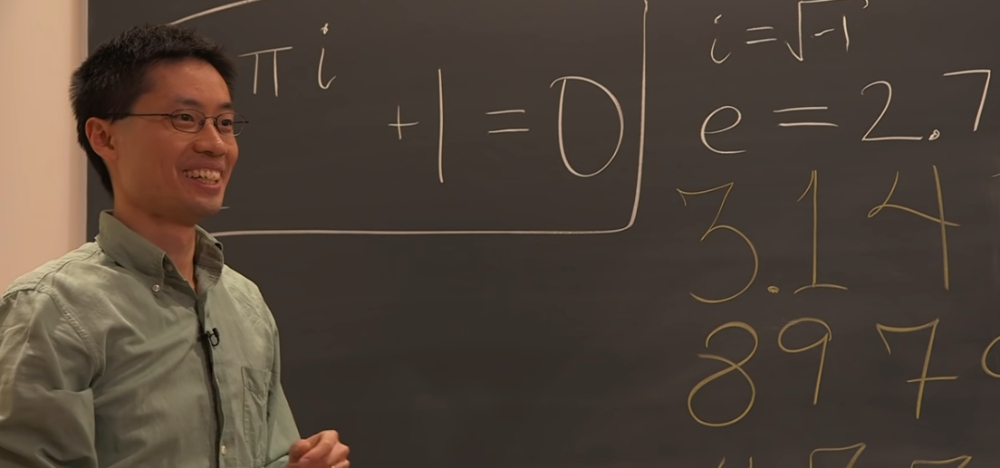 πi
+1 = 0
i = √-1
e = 2.7
3.14
897